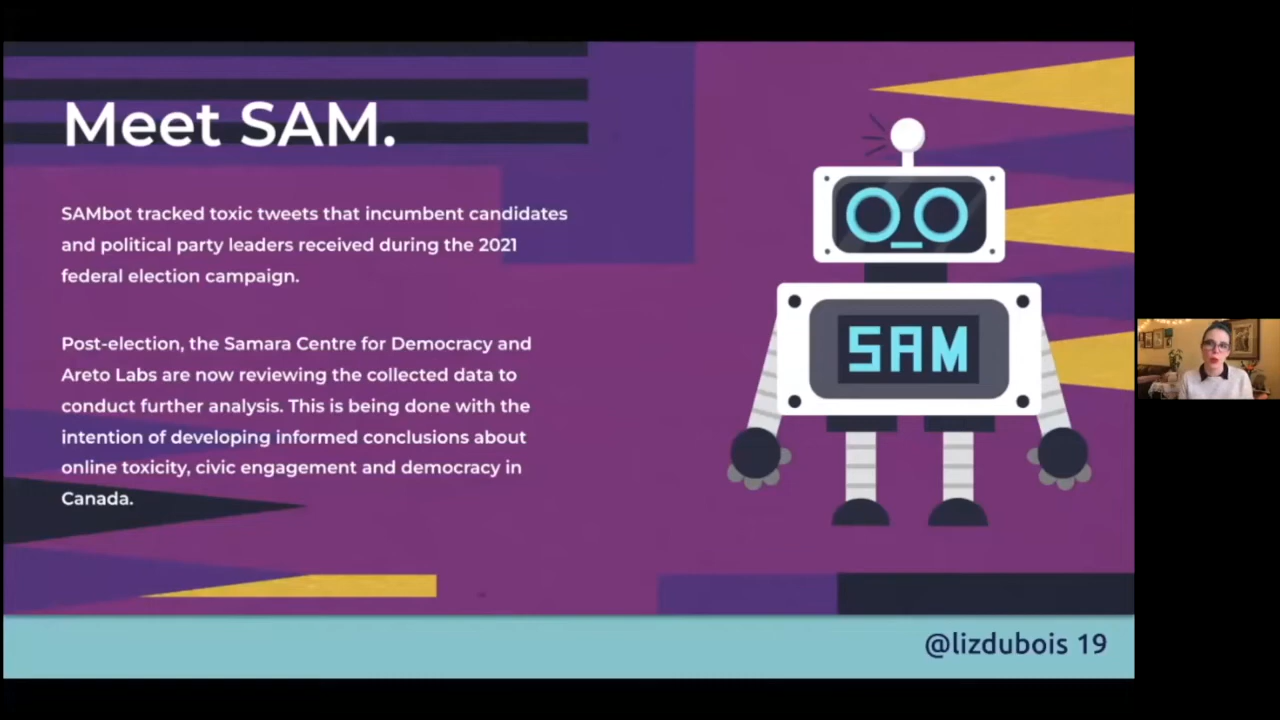 Meet SAM.
SAMbot tracked toxic tweets that incumbent candidates
and political party leaders received during the 2021
federal election campaign.
Post-election, the Samara Centre for Democracy and
Areto Labs are now reviewing the collected data to
conduct further analysis. This is being done with the
intention of developing informed conclusions about
online toxicity, civic engagement and democracy in
Canada.
SAM
@lizdubois 19